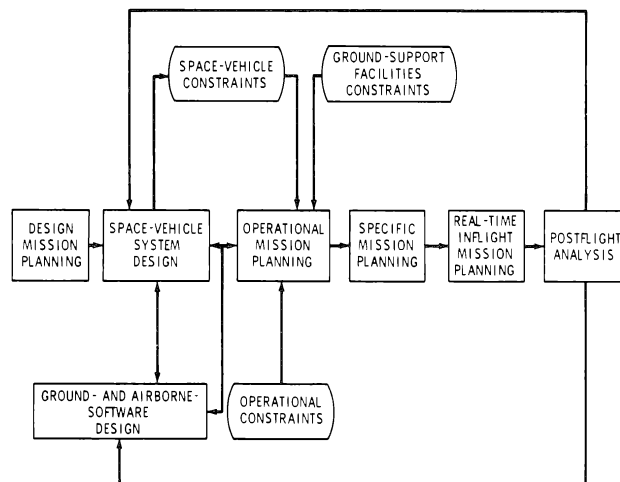 SPACE-VEHICLE
CONSTRAINTS
GROUND-SUPPORT
FACILITIES
CONSTRAINTS
DESIGN
MISSION
PLANNING
SPACE-VEHICLE
SYSTEM
DESIGN
OPERATIONAL
MISSION
PLANNING
SPECIFIC
MISSION
PLANNING
REAL-TIME
INFLIGHT
MISSION
PLANNING
POSTFLIGHT
ANALYSIS
GROUND- AND AIRBORNE-
SOFTWARE
DESIGN
OPERATIONAL
CONSTRAINTS